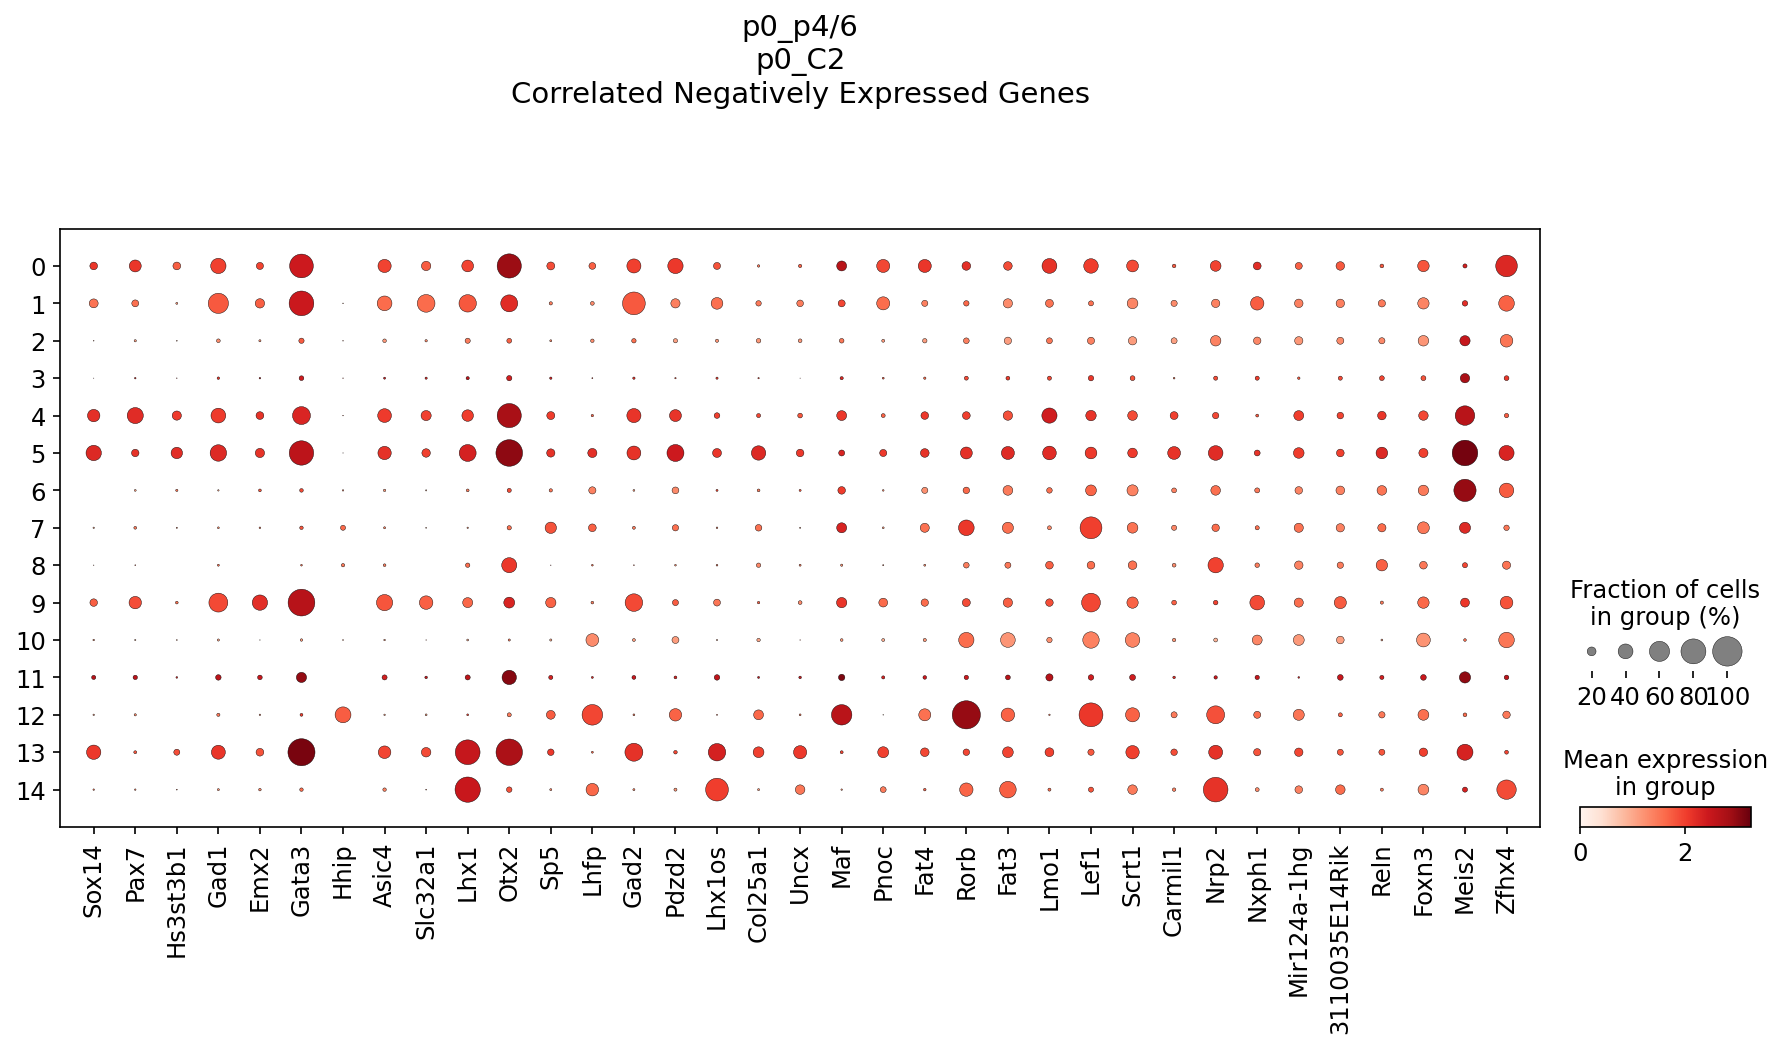 p0_p4/6
p0_C2
Correlated Negatively Expressed Genes
0
1
2
3
4
5
6
7
8
9
10
11
12
13
14
Sox14
Pax7
Hs3st3b1
Gad1
Emx2
Gata3
Hhip
Asic4
Slc32a1
Lhx1
Otx2
Sp5
Lhfp
Gad2
Pdzd2
Lhx1os
Col25a1
Uncx
Maf
Pnoc
Fat4
Rorb
Fat3
Lmo1
Lef1
Scrt1
Carmil1
Nrp2
Nxph1
Mir124a-1hg
3110035E14Rik
Reln
Foxn3
Meis2
Zfhx4
Fraction of cells
in group (%)
20 40 60 80 100
Mean expression
in group
0 2